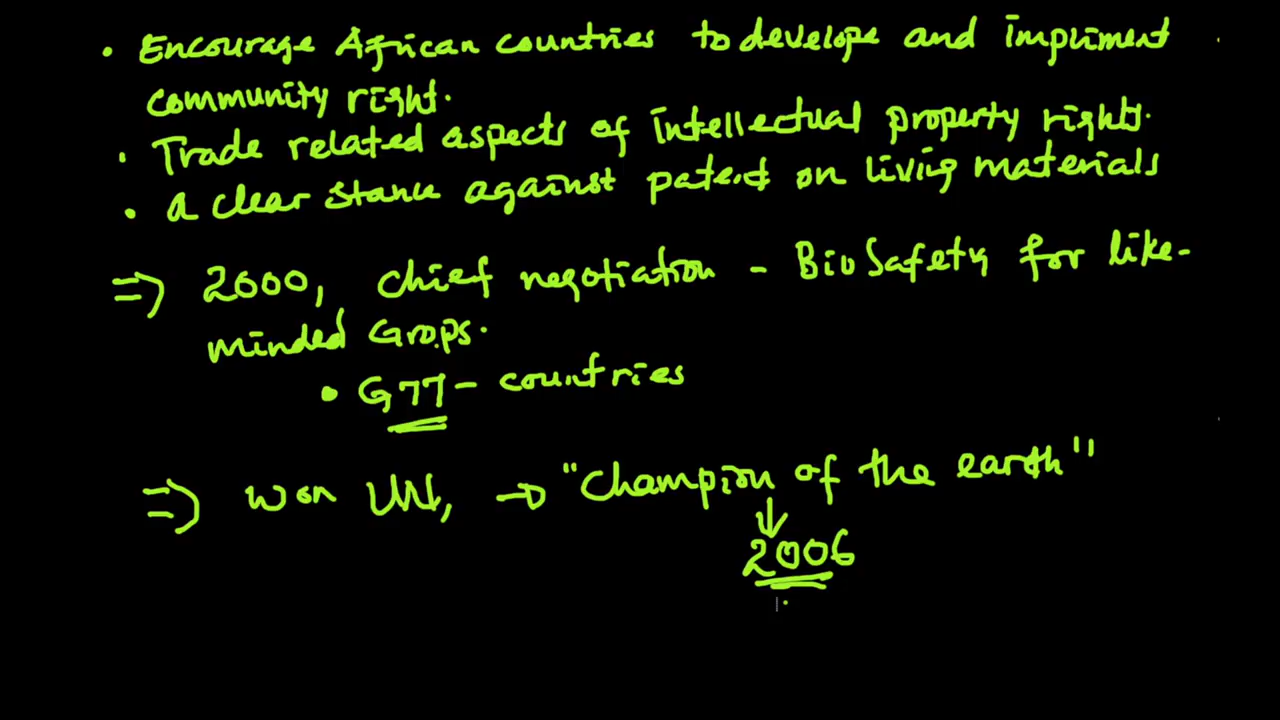 • Encourage African countries to develope and impliment
community right.
• Trade related aspects of intellectual property rights.
• A clear stance against patent on living materials
⇒ 2000, chief negotiation - BioSafety for like-
minded Grops.
• G77 - countries
⇒ won UN, → "Champion of the earth"
↓
2006